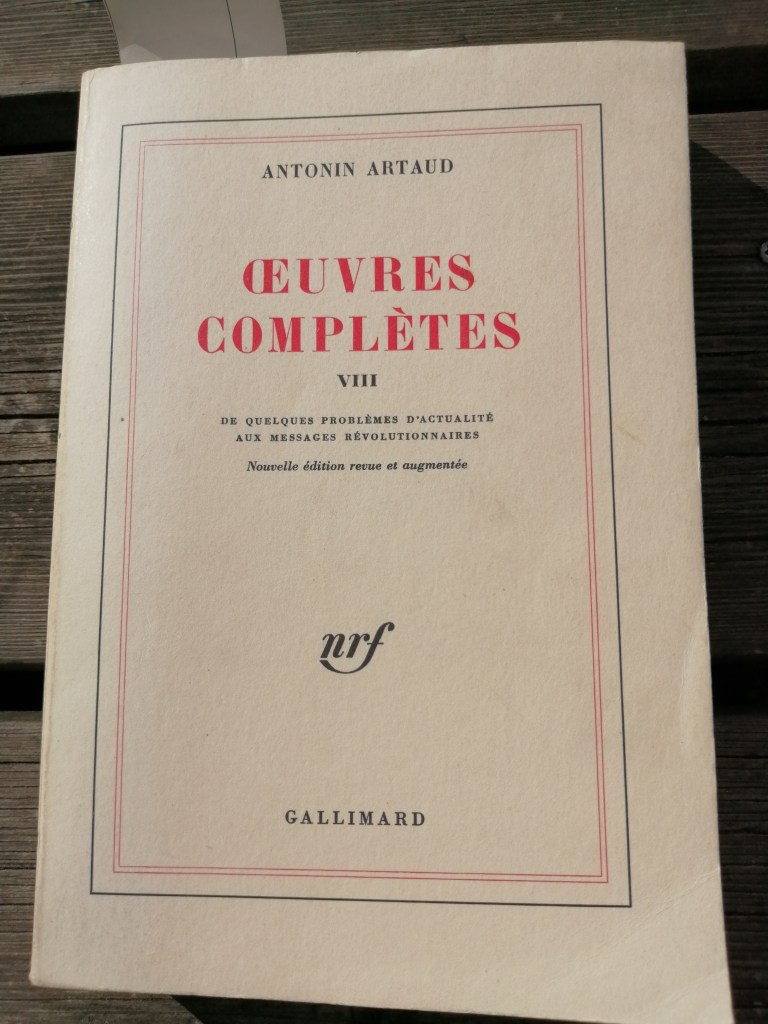 ANTONIN ARTAUD
ŒUVRES
COMPLÈTES
VIII
DE QUELQUES PROBLÈMES D'ACTUALITÉ
AUX MESSAGES RÉVOLUTIONNAIRES
Nouvelle édition revue et augmentée
nrf
GALLIMARD